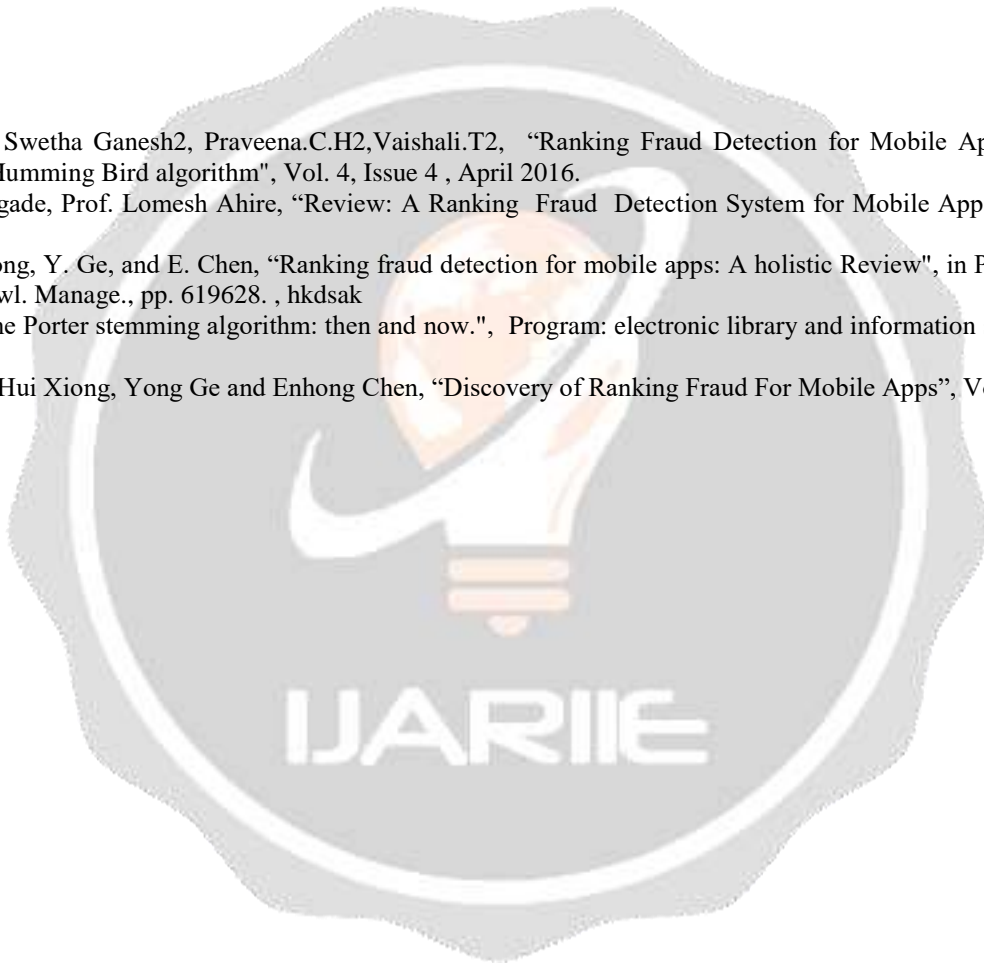 Swetha Ganesh2, Praveena.C.H2,Vaishali.T2, “Ranking Fraud Detection for Mobile Ap
Humming Bird algorithm", Vol. 4, Issue 4 , April 2016.
gade, Prof. Lomesh Ahire, “Review: A Ranking Fraud Detection System for Mobile App
ong, Y. Ge, and E. Chen, “Ranking fraud detection for mobile apps: A holistic Review", in P
wl. Manage., pp. 619628. , hkdsak
ne Porter stemming algorithm: then and now.", Program: electronic library and information
Hui Xiong, Yong Ge and Enhong Chen, “Discovery of Ranking Fraud For Mobile Apps”, V
IJARIIE